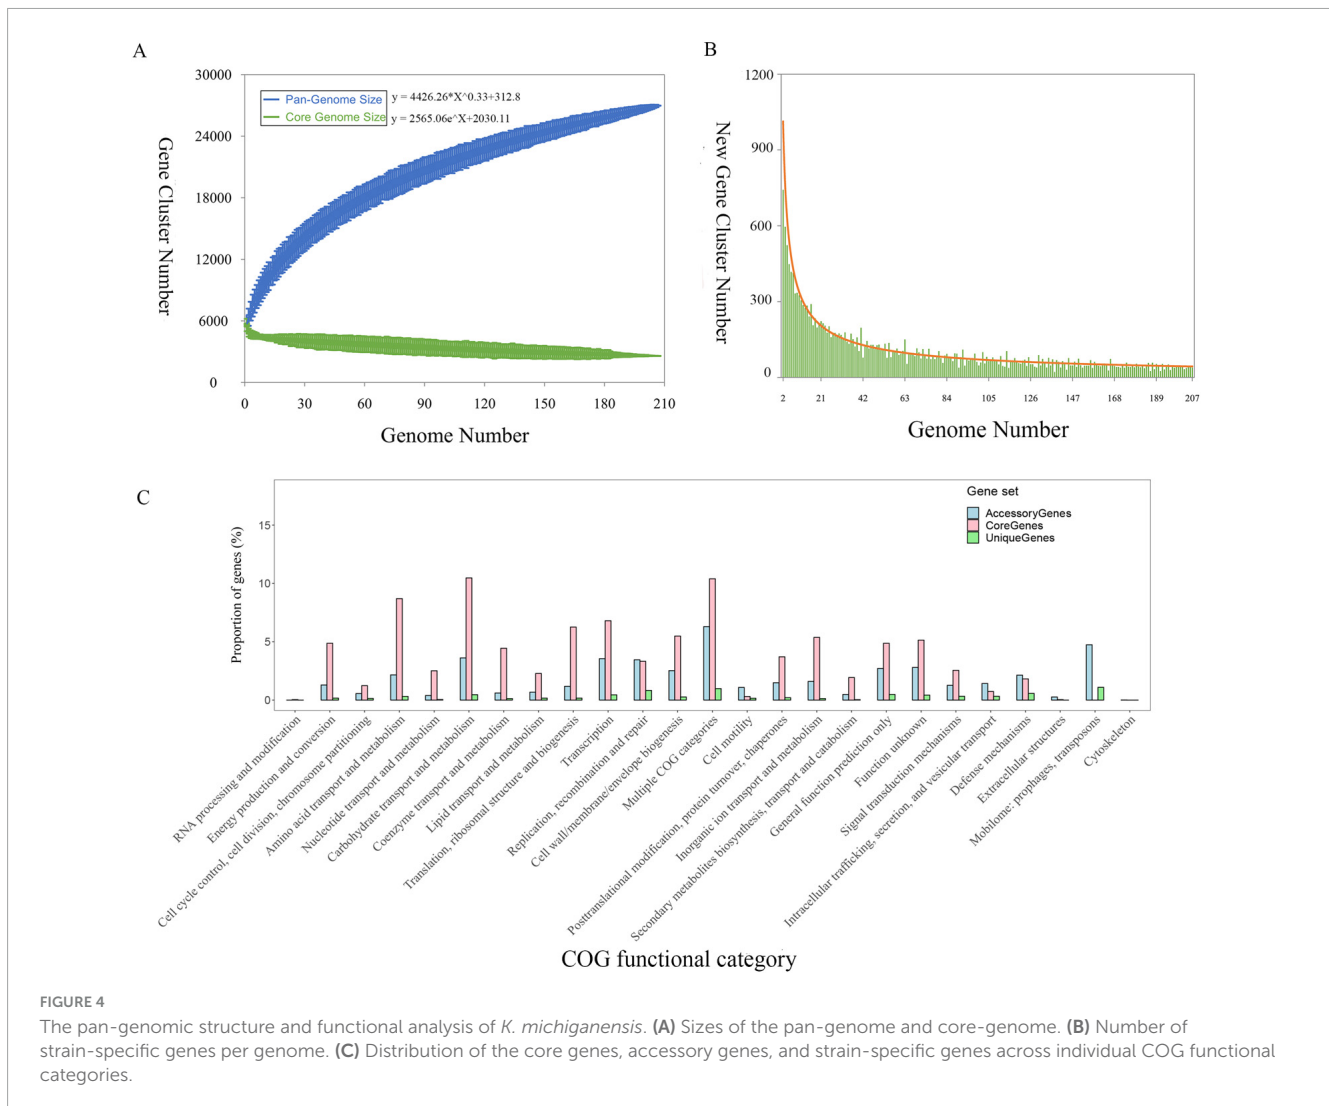 A
30000
24000
18000
12000
6000
0
Gene Cluster Number
Pan-Genome Size y = 4426.26*X^0.33+312.8
Core Genome Size y = 2565.06e^X+2030.11
0 30 60 90 120 150 180 210
Genome Number
B
1200
900
600
300
0
New Gene Cluster Number
2 21 42 63 84 105 126 147 168 189 207
Genome Number
C
15
10
5
0
Proportion of genes (%)
Gene set
AccessoryGenes
CoreGenes
UniqueGenes
RNA processing and modification
Energy production and conversion
Cell cycle control, cell division, chromosome partitioning
Amino acid transport and metabolism
Nucleotide transport and metabolism
Carbohydrate transport and metabolism
Coenzyme transport and metabolism
Lipid transport and metabolism
Translation, ribosomal structure and biogenesis
Transcription
Replication, recombination and repair
Cell wall/membrane/envelope biogenesis
Multiple COG categories
Cell motility
Posttranslational modification, protein turnover, chaperones
Inorganic ion transport and metabolism
Secondary metabolites biosynthesis, transport and catabolism
General function prediction only
Function unknown
Signal transduction mechanisms
Intracellular trafficking, secretion, and vesicular transport
Defense mechanisms
Extracellular structures
Mobilome: prophages, transposons
Cytoskeleton
COG functional category
FIGURE 4
The pan-genomic structure and functional analysis of K. michiganensis. (A) Sizes of the pan-genome and core-genome. (B) Number of
strain-specific genes per genome. (C) Distribution of the core genes, accessory genes, and strain-specific genes across individual COG functional
categories.